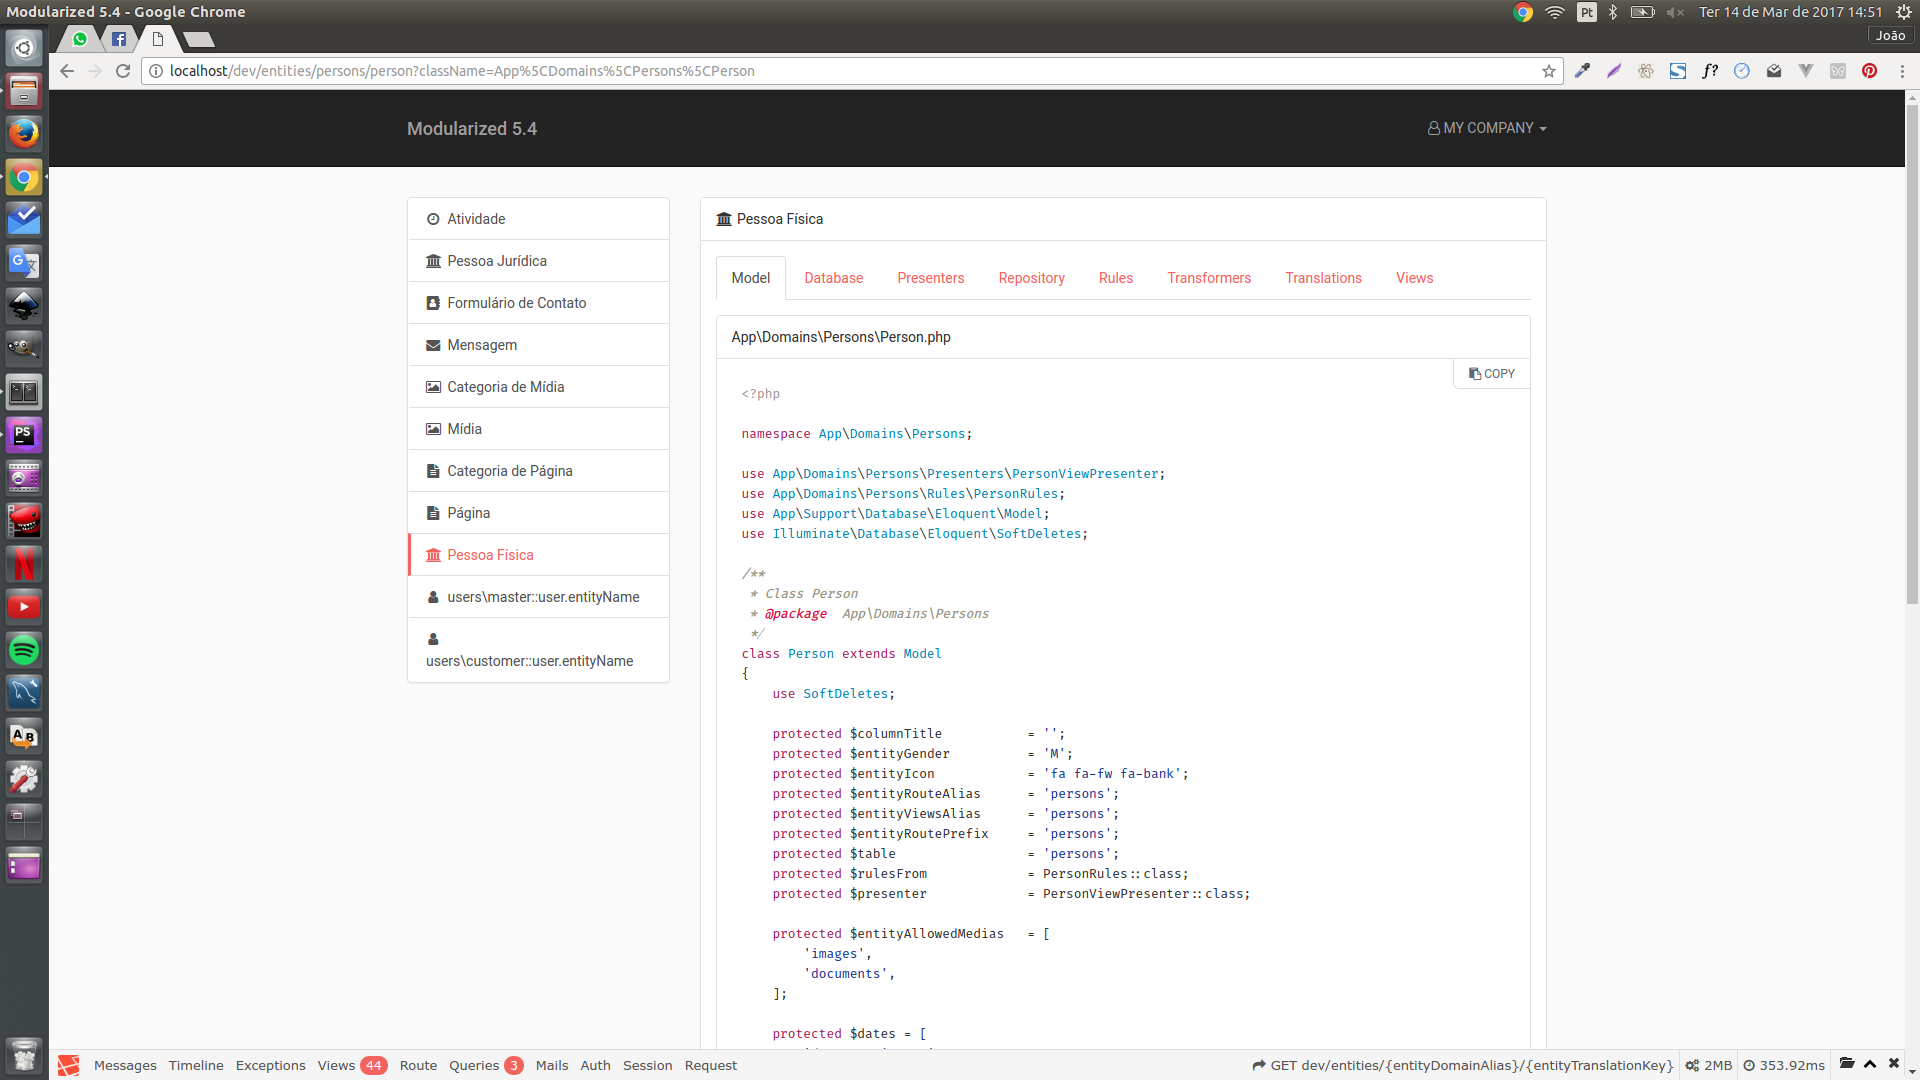 Modularized 5.4 - Google Chrome
Pt
Ter 14 de Mar de 2017 14:51
João
localhost/dev/entities/persons/person?className=App%5CDomains%5CPersons%5CPerson
f?
Modularized 5.4
MY COMPANY
Atividade
Pessoa Jurídica
Formulário de Contato
Mensagem
Categoria de Mídia
Mídia
Categoria de Página
Página
Pessoa Física
users\master::user.entityName
users\customer::user.entityName
Pessoa Física
Model Database Presenters Repository Rules Transformers Translations Views
App\Domains\Persons\Person.php
COPY
<?php
namespace App\Domains\Persons;
use App\Domains\Persons\Presenters\PersonViewPresenter;
use App\Domains\Persons\Rules\PersonRules;
use App\Support\Database\Eloquent\Model;
use Illuminate\Database\Eloquent\SoftDeletes;
/**
 * Class Person
 * @package  App\Domains\Persons
 */
class Person extends Model
{
    use SoftDeletes;
    protected $columnTitle           = '';
    protected $entityGender          = 'M';
    protected $entityIcon            = 'fa fa-fw fa-bank';
    protected $entityRouteAlias      = 'persons';
    protected $entityViewsAlias      = 'persons';
    protected $entityRoutePrefix     = 'persons';
    protected $table                 = 'persons';
    protected $rulesFrom             = PersonRules::class;
    protected $presenter             = PersonViewPresenter::class;
    protected $entityAllowedMedias   = [
        'images',
        'documents',
    ];
    protected $dates = [
Messages Timeline Exceptions Views 44 Route Queries 3 Mails Auth Session Request
GET dev/entities/{entityDomainAlias}/{entityTranslationKey} 2MB 353.92ms